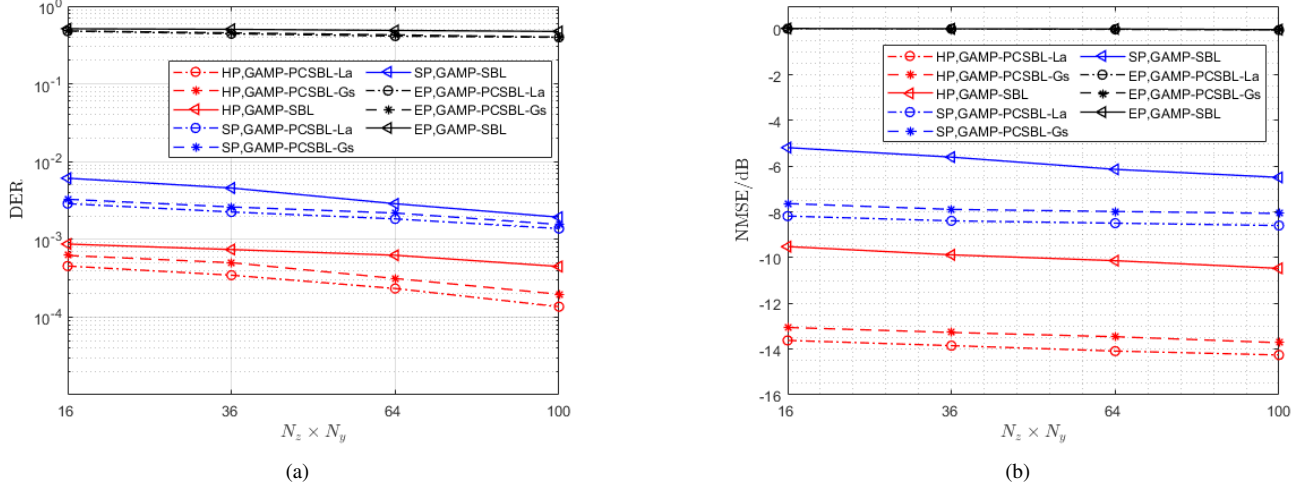 10^0
10^-1
10^-2
10^-3
10^-4
DER
HP,GAMP-PCSBL-La
HP,GAMP-PCSBL-Gs
HP,GAMP-SBL
SP,GAMP-PCSBL-La
SP,GAMP-PCSBL-Gs
SP,GAMP-SBL
EP,GAMP-PCSBL-La
EP,GAMP-PCSBL-Gs
EP,GAMP-SBL
16 36 64 100
N_z × N_y
(a)
0
-2
-4
-6
-8
-10
-12
-14
-16
NMSE/dB
HP,GAMP-PCSBL-La
HP,GAMP-PCSBL-Gs
HP,GAMP-SBL
SP,GAMP-PCSBL-La
SP,GAMP-PCSBL-Gs
SP,GAMP-SBL
EP,GAMP-PCSBL-La
EP,GAMP-PCSBL-Gs
EP,GAMP-SBL
16 36 64 100
N_z × N_y
(b)